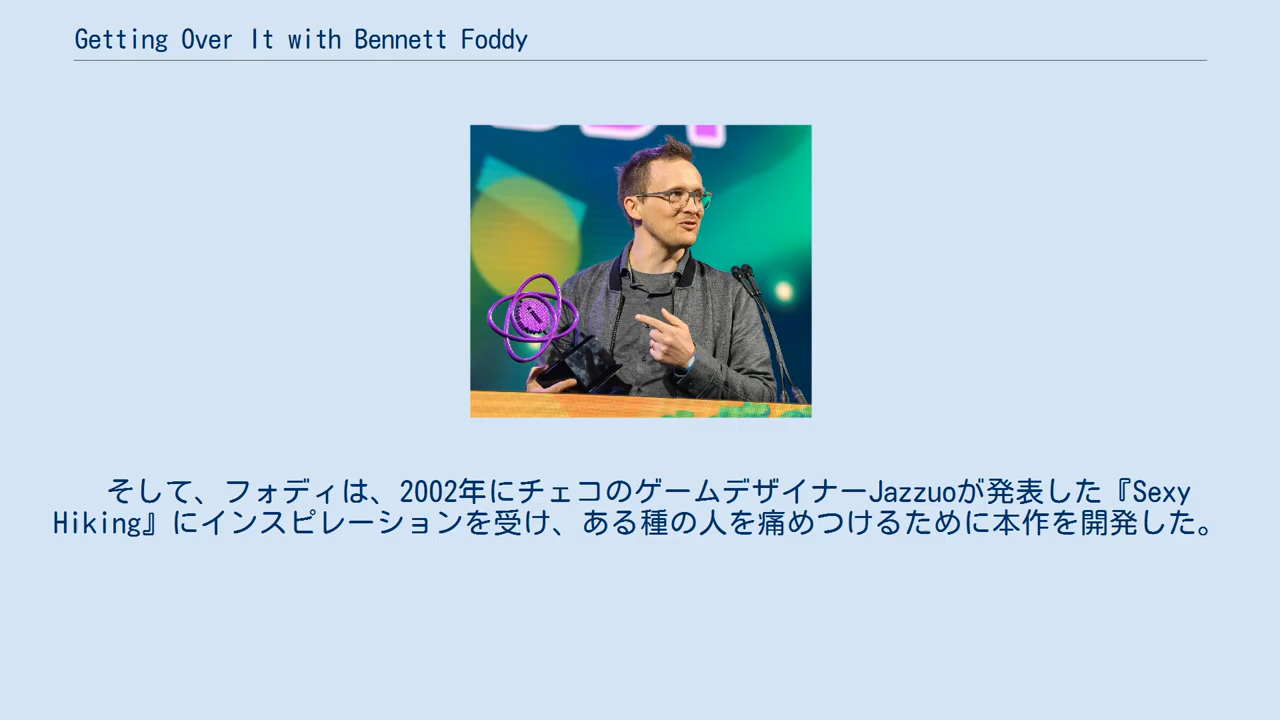 Getting Over It with Bennett Foddy
そして、フォディは、2002年にチェコのゲームデザイナーJazzuoが発表した『Sexy
Hiking』にインスピレーションを受け、ある種の人を痛めつけるために本作を開発した。